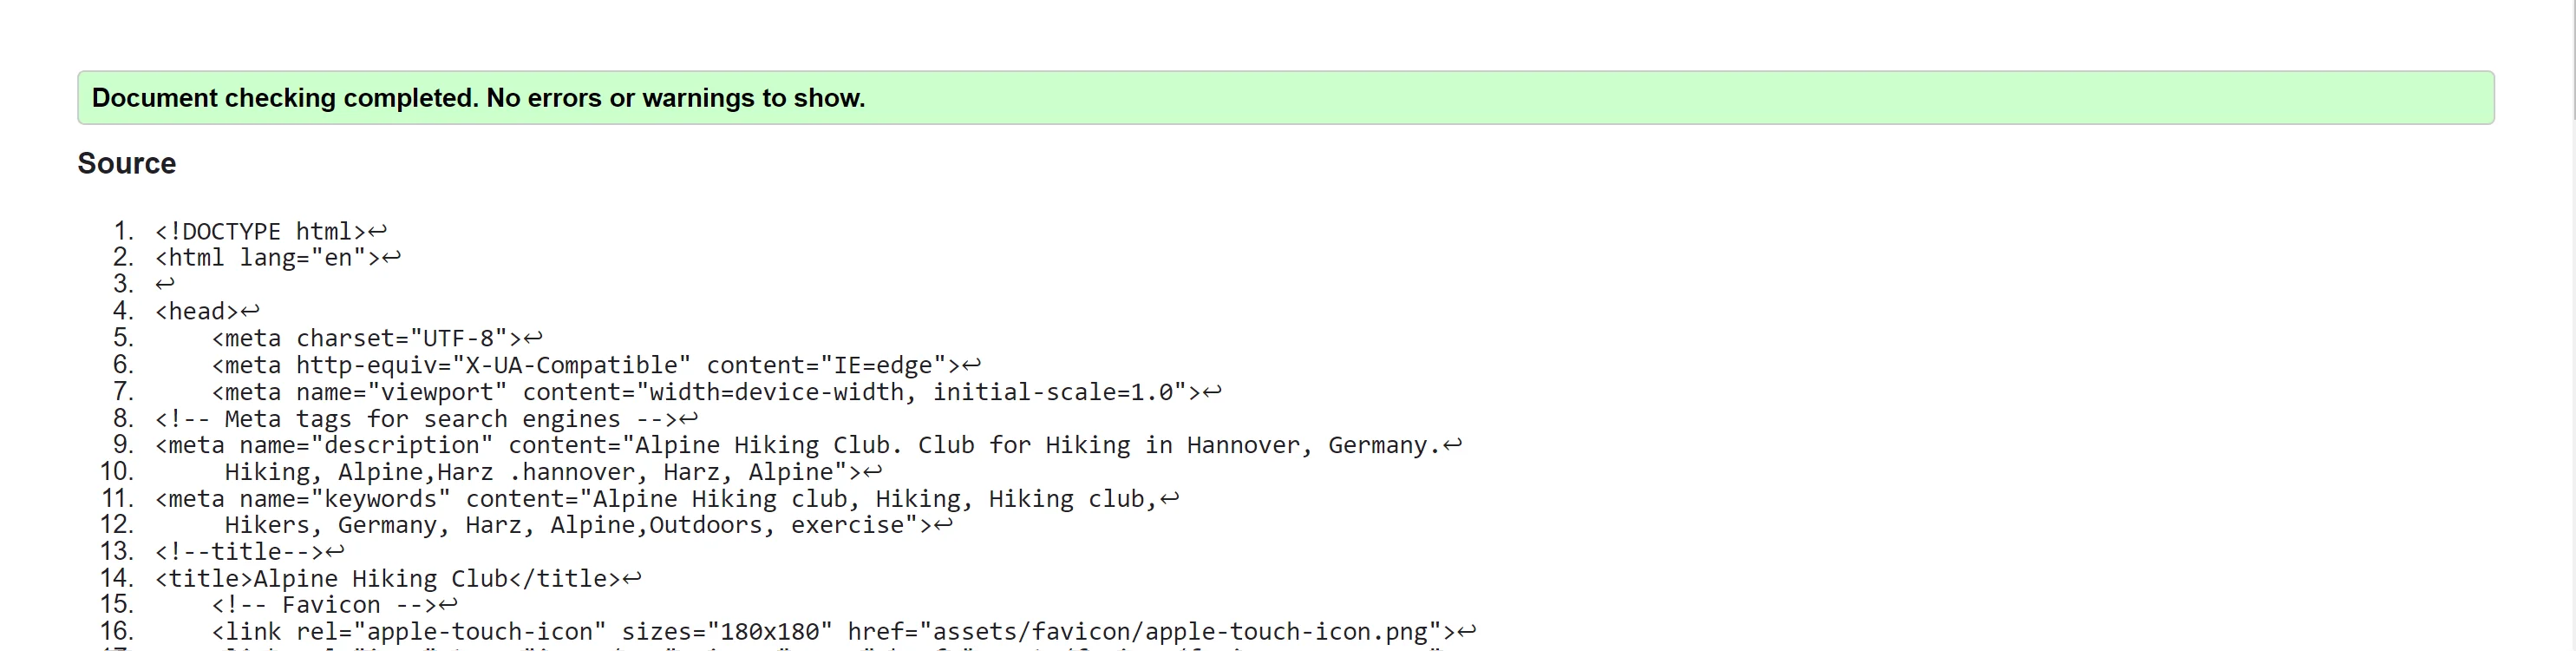 Document checking completed. No errors or warnings to show.
Source
1. <!DOCTYPE html>↩
2. <html lang="en">↩
3. ↩
4. <head>↩
5.     <meta charset="UTF-8">↩
6.     <meta http-equiv="X-UA-Compatible" content="IE=edge">↩
7.     <meta name="viewport" content="width=device-width, initial-scale=1.0">↩
8. <!-- Meta tags for search engines -->↩
9. <meta name="description" content="Alpine Hiking Club. Club for Hiking in Hannover, Germany.↩
10.     Hiking, Alpine,Harz .hannover, Harz, Alpine">↩
11. <meta name="keywords" content="Alpine Hiking club, Hiking, Hiking club,↩
12.     Hikers, Germany, Harz, Alpine,Outdoors, exercise">↩
13. <!--title-->↩
14. <title>Alpine Hiking Club</title>↩
15.     <!-- Favicon -->↩
16.     <link rel="apple-touch-icon" sizes="180x180" href="assets/favicon/apple-touch-icon.png">↩